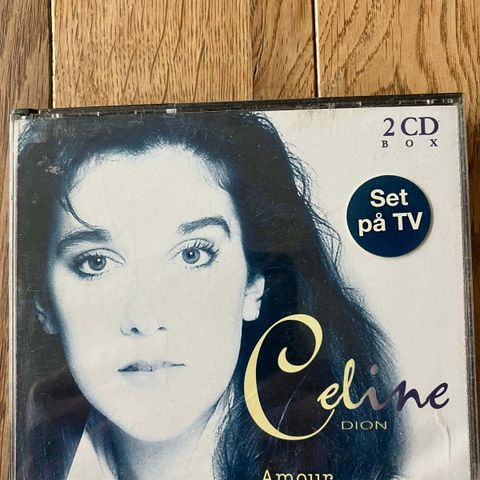 2 CD
BOX
Set
på TV
Celine
DION
Amour